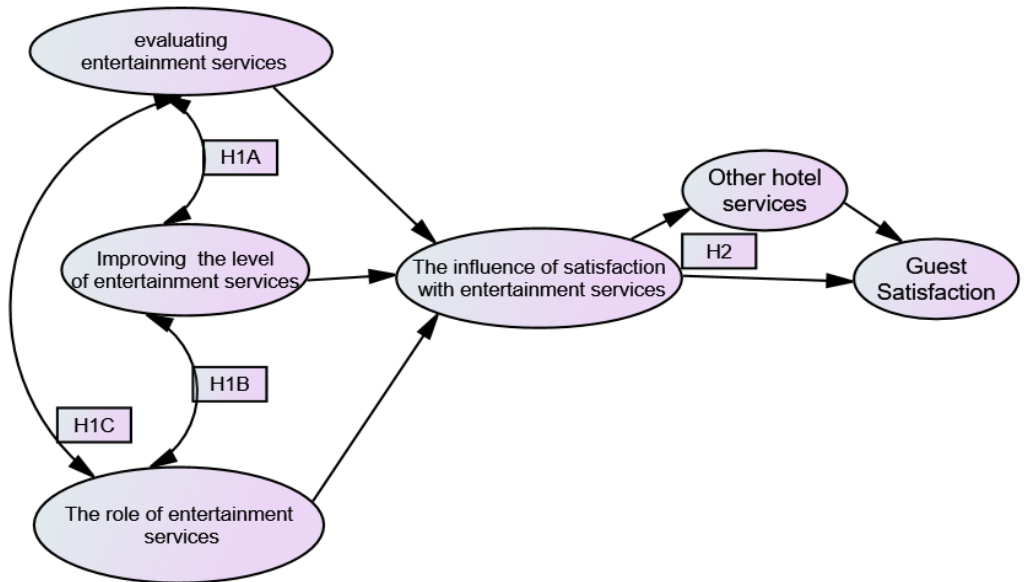 evaluating
entertainment services
H1A
Improving the level
of entertainment services
H1B
H1C
The role of entertainment
services
The influence of satisfaction
with entertainment services
Other hotel
services
H2
Guest
Satisfaction